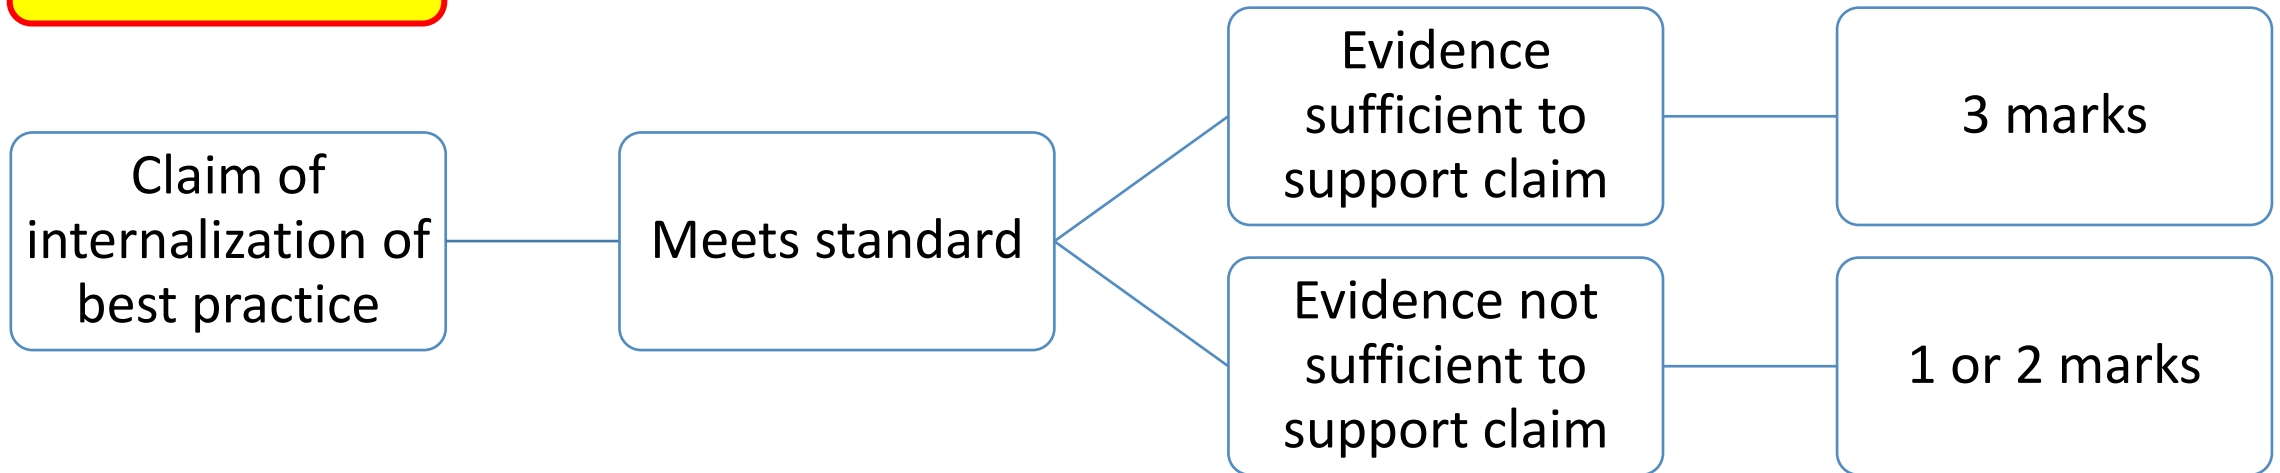 Claim of
internalization of
best practice
Meets standard
Evidence
sufficient to
support claim
3 marks
Evidence not
sufficient to
support claim
1 or 2 marks